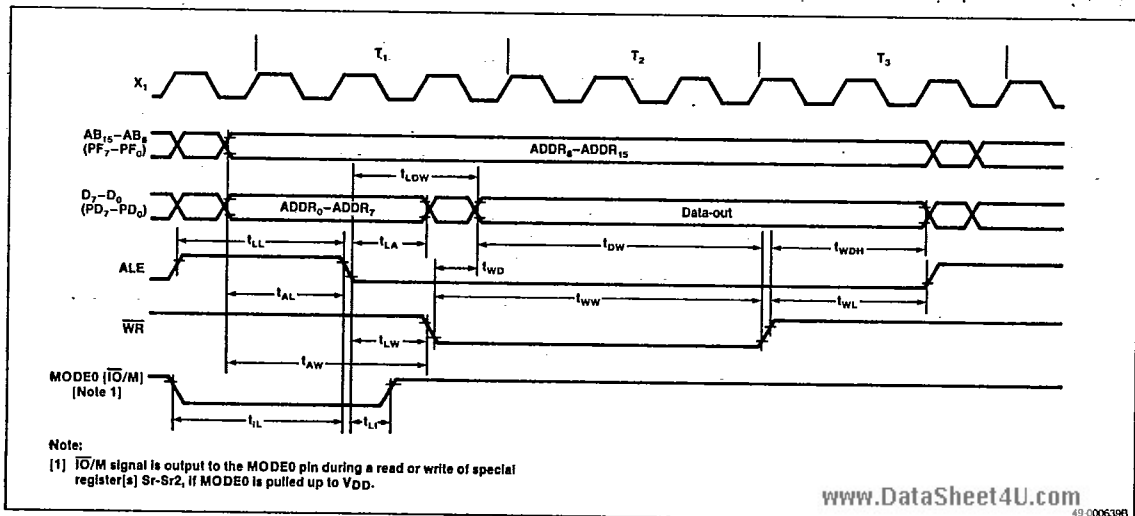 T₁ T₂ T₃
X₁
AB₁₅–AB₈
(PF₇–PF₀)
ADDR₈–ADDR₁₅
tLDW
D₇–D₀
(PD₇–PD₀)
ADDR₀–ADDR₇
Data-out
tLL tLA tDW tWDH
ALE
tWD
tAL tWW tWL
W̅R̅
tLW
tAW
MODE0 [I̅O̅/M]
[Note 1]
tIL tLI
Note:
[1] I̅O̅/M signal is output to the MODE0 pin during a read or write of special
register[s] Sr-Sr2, if MODE0 is pulled up to VDD.
www.DataSheet4U.com
49-000639B